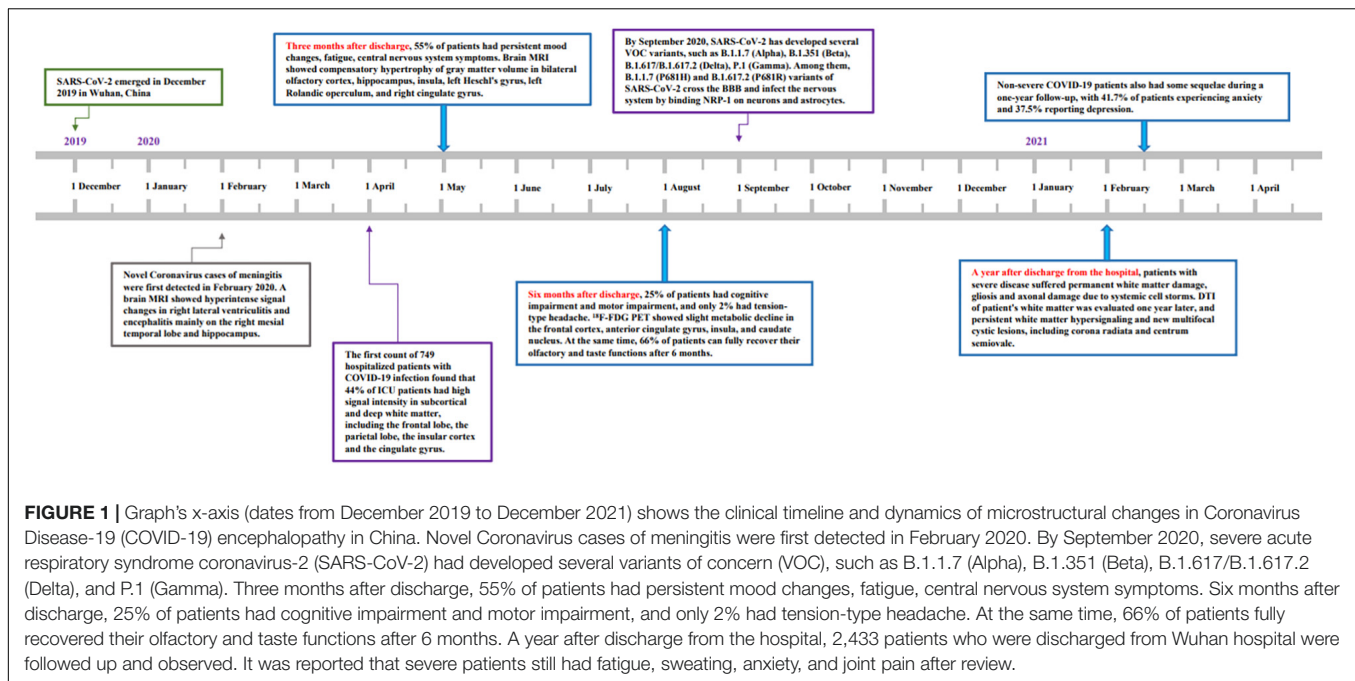 Three months after discharge, 55% of patients had persistent mood
changes, fatigue, central nervous system symptoms. Brain MRI
showed compensatory hypertrophy of gray matter volume in bilateral
olfactory cortex, hippocampus, insula, left Heschl's gyrus, left
Rolandic operculum, and right cingulate gyrus.
By September 2020, SARS-CoV-2 has developed several
VOC variants, such as B.1.1.7 (Alpha), B.1.351 (Beta),
B.1.617/B.1.617.2 (Delta), P.1 (Gamma). Among them,
B.1.1.7 (P681H) and B.1.617.2 (P681R) variants of
SARS-CoV-2 cross the BBB and infect the nervous
system by binding NRP-1 on neurons and astrocytes.
SARS-CoV-2 emerged in December
2019 in Wuhan, China
Non-severe COVID-19 patients also had some sequelae during a
one-year follow-up, with 41.7% of patients experiencing anxiety
and 37.5% reporting depression.
2019 2020 2021
1 December 1 January 1 February 1 March 1 April 1 May 1 June 1 July 1 August 1 September 1 October 1 November 1 December 1 January 1 February 1 March 1 April
Novel Coronavirus cases of meningitis
were first detected in February 2020. A
brain MRI showed hyperintense signal
changes in right lateral ventriculitis and
encephalitis mainly on the right mesial
temporal lobe and hippocampus.
The first count of 749
hospitalized patients with
COVID-19 infection found that
44% of ICU patients had high
signal intensity in subcortical
and deep white matter,
including the frontal lobe, the
parietal lobe, the insular cortex
and the cingulate gyrus.
Six months after discharge, 25% of patients had cognitive
impairment and motor impairment, and only 2% had tension-
type headache. ¹⁸F-FDG PET showed slight metabolic decline in
the frontal cortex, anterior cingulate gyrus, insula, and caudate
nucleus. At the same time, 66% of patients can fully recover their
olfactory and taste functions after 6 months.
A year after discharge from the hospital, patients with
severe disease suffered permanent white matter damage,
gliosis and axonal damage due to systemic cell storms. DTI
of patient's white matter was evaluated one year later, and
persistent white matter hypersignaling and new multifocal
cystic lesions, including corona radiata and centrum
semiovale.
FIGURE 1 | Graph's x-axis (dates from December 2019 to December 2021) shows the clinical timeline and dynamics of microstructural changes in Coronavirus
Disease-19 (COVID-19) encephalopathy in China. Novel Coronavirus cases of meningitis were first detected in February 2020. By September 2020, severe acute
respiratory syndrome coronavirus-2 (SARS-CoV-2) had developed several variants of concern (VOC), such as B.1.1.7 (Alpha), B.1.351 (Beta), B.1.617/B.1.617.2
(Delta), and P.1 (Gamma). Three months after discharge, 55% of patients had persistent mood changes, fatigue, central nervous system symptoms. Six months after
discharge, 25% of patients had cognitive impairment and motor impairment, and only 2% had tension-type headache. At the same time, 66% of patients fully
recovered their olfactory and taste functions after 6 months. A year after discharge from the hospital, 2,433 patients who were discharged from Wuhan hospital were
followed up and observed. It was reported that severe patients still had fatigue, sweating, anxiety, and joint pain after review.